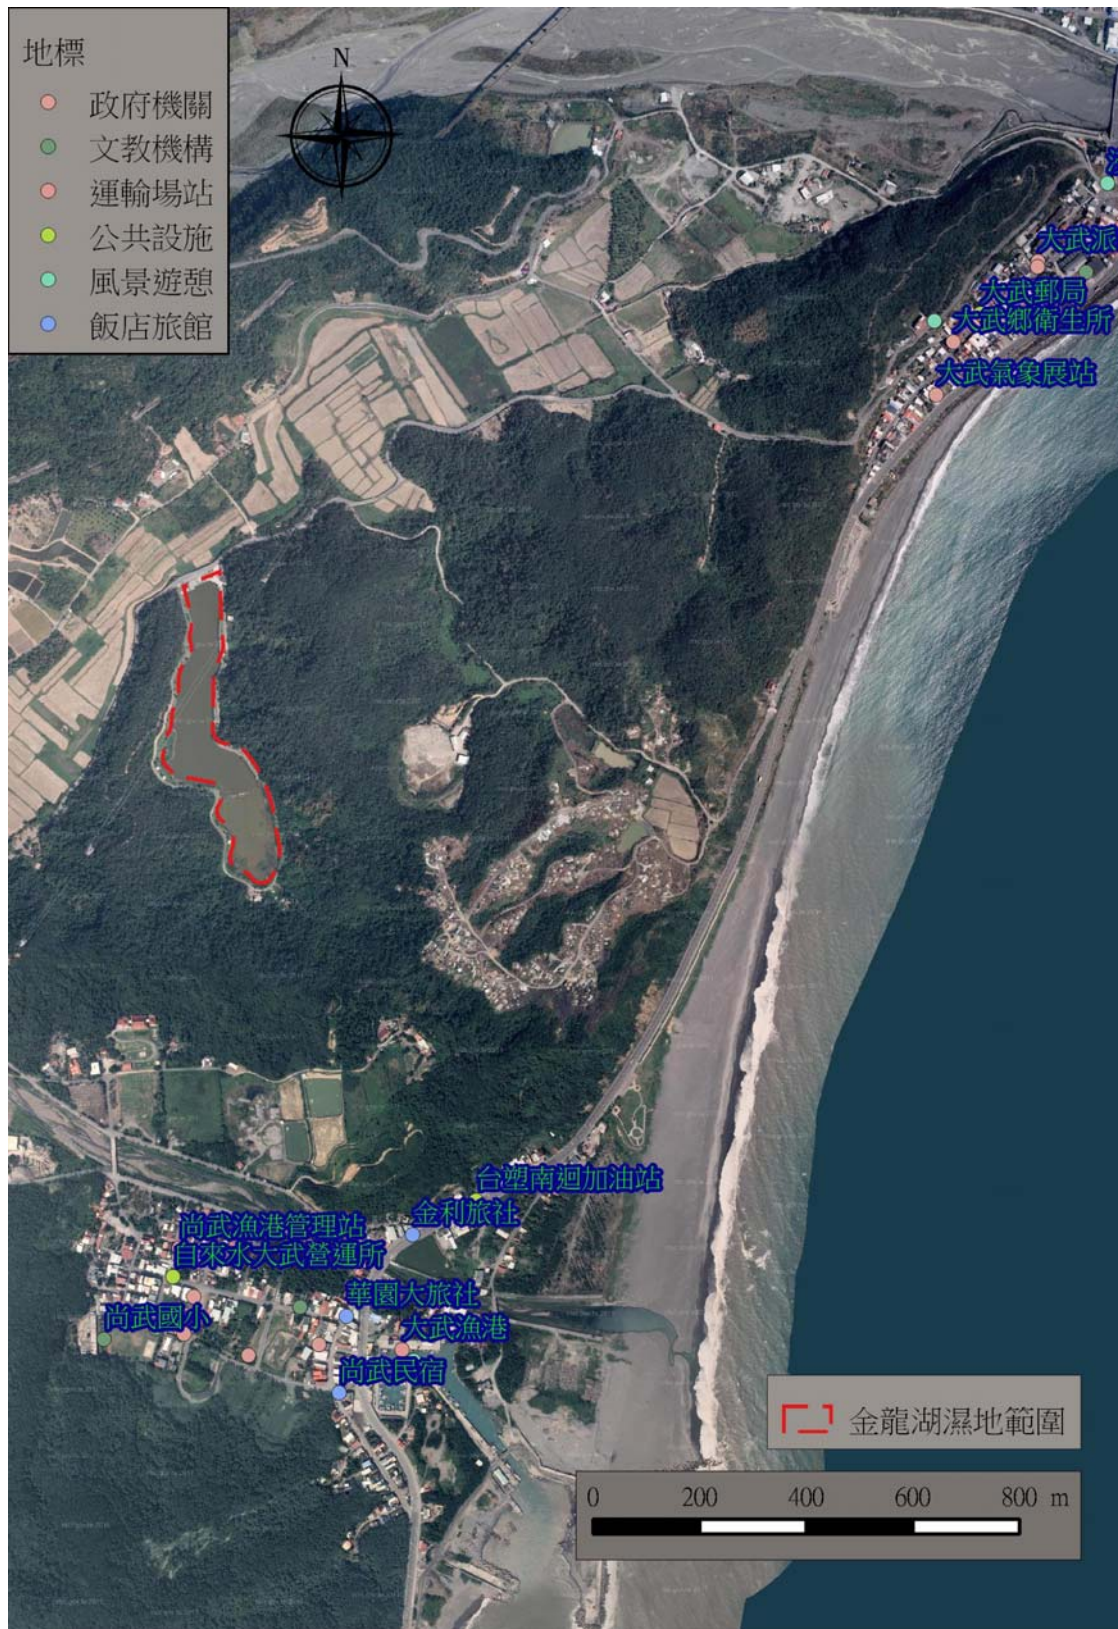 地標
政府機關
文教機構
運輸場站
公共設施
風景遊憩
飯店旅館
N
大武派
大武郵局
大武鄉衛生所
大武氣象展站
台塑南迴加油站
金利旅社
尚武漁港管理站
自來水大武營運所
華園大旅社
尚武國小
大武漁港
尚武民宿
金龍湖濕地範圍
0 200 400 600 800 m